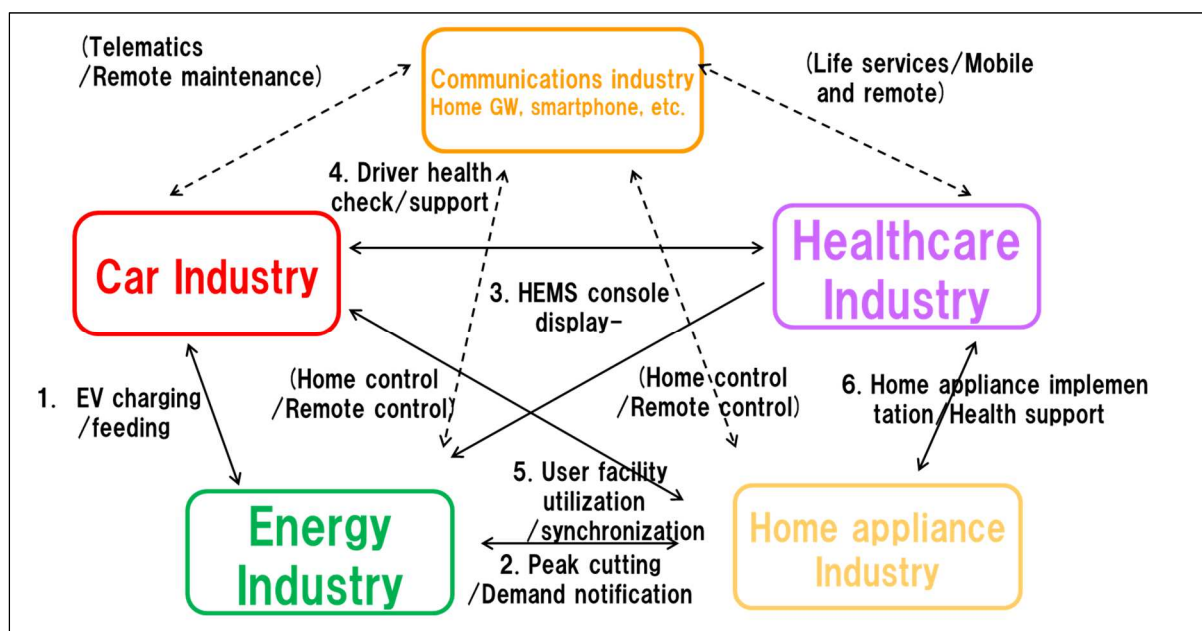 (Telematics
/Remote maintenance)
Communications industry
Home GW, smartphone, etc.
(Life services/Mobile
and remote)
4. Driver health
check/support
Car Industry
Healthcare
Industry
3. HEMS console
display-
1. EV charging
/feeding
(Home control
/Remote control)
(Home control
/Remote control)
6. Home appliance implemen
tation/Health support
5. User facility
utilization
/synchronization
Energy
Industry
2. Peak cutting
/Demand notification
Home appliance
Industry